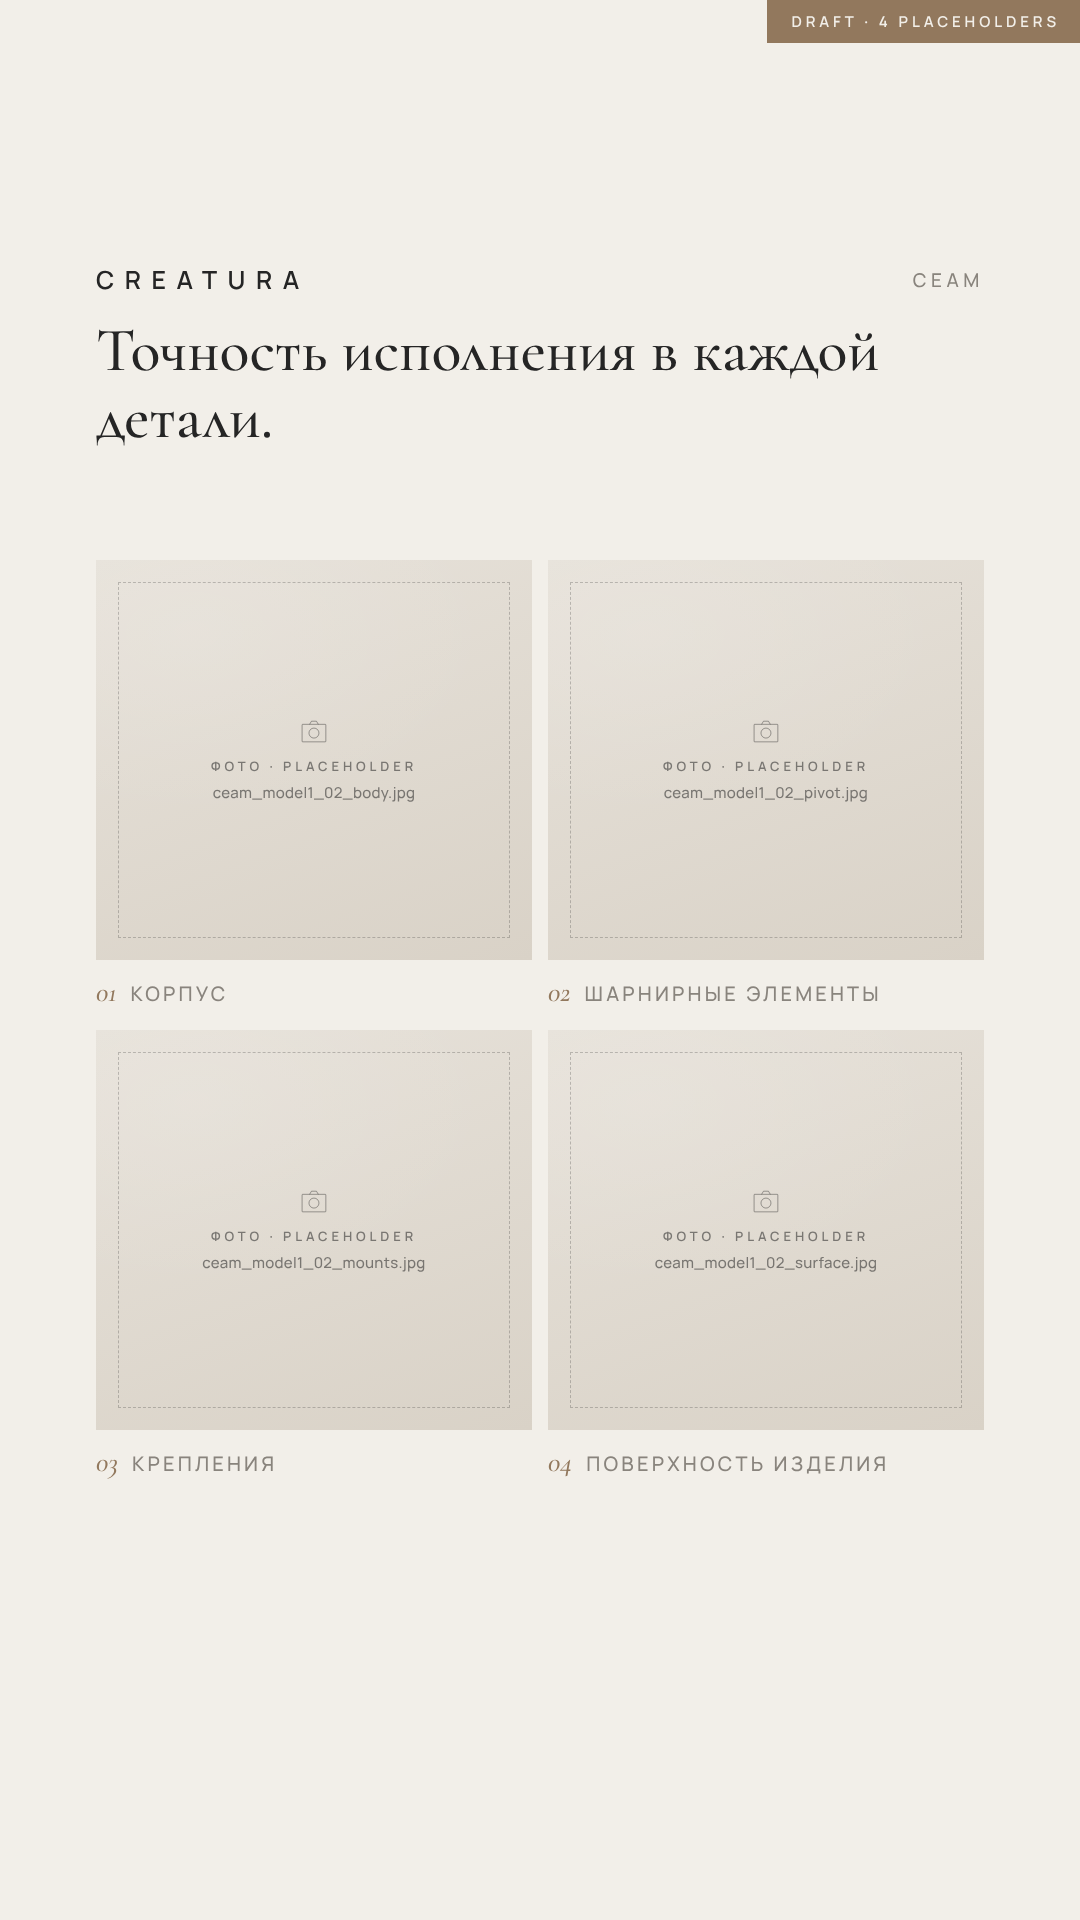 DRAFT · 4 PLACEHOLDERS
CREATURA
CEAM
Точность исполнения в каждой
детали.
ФОТО · PLACEHOLDER
ceam_model1_02_body.jpg
ФОТО · PLACEHOLDER
ceam_model1_02_pivot.jpg
01 КОРПУС
02 ШАРНИРНЫЕ ЭЛЕМЕНТЫ
ФОТО · PLACEHOLDER
ceam_model1_02_mounts.jpg
ФОТО · PLACEHOLDER
ceam_model1_02_surface.jpg
03 КРЕПЛЕНИЯ
04 ПОВЕРХНОСТЬ ИЗДЕЛИЯ